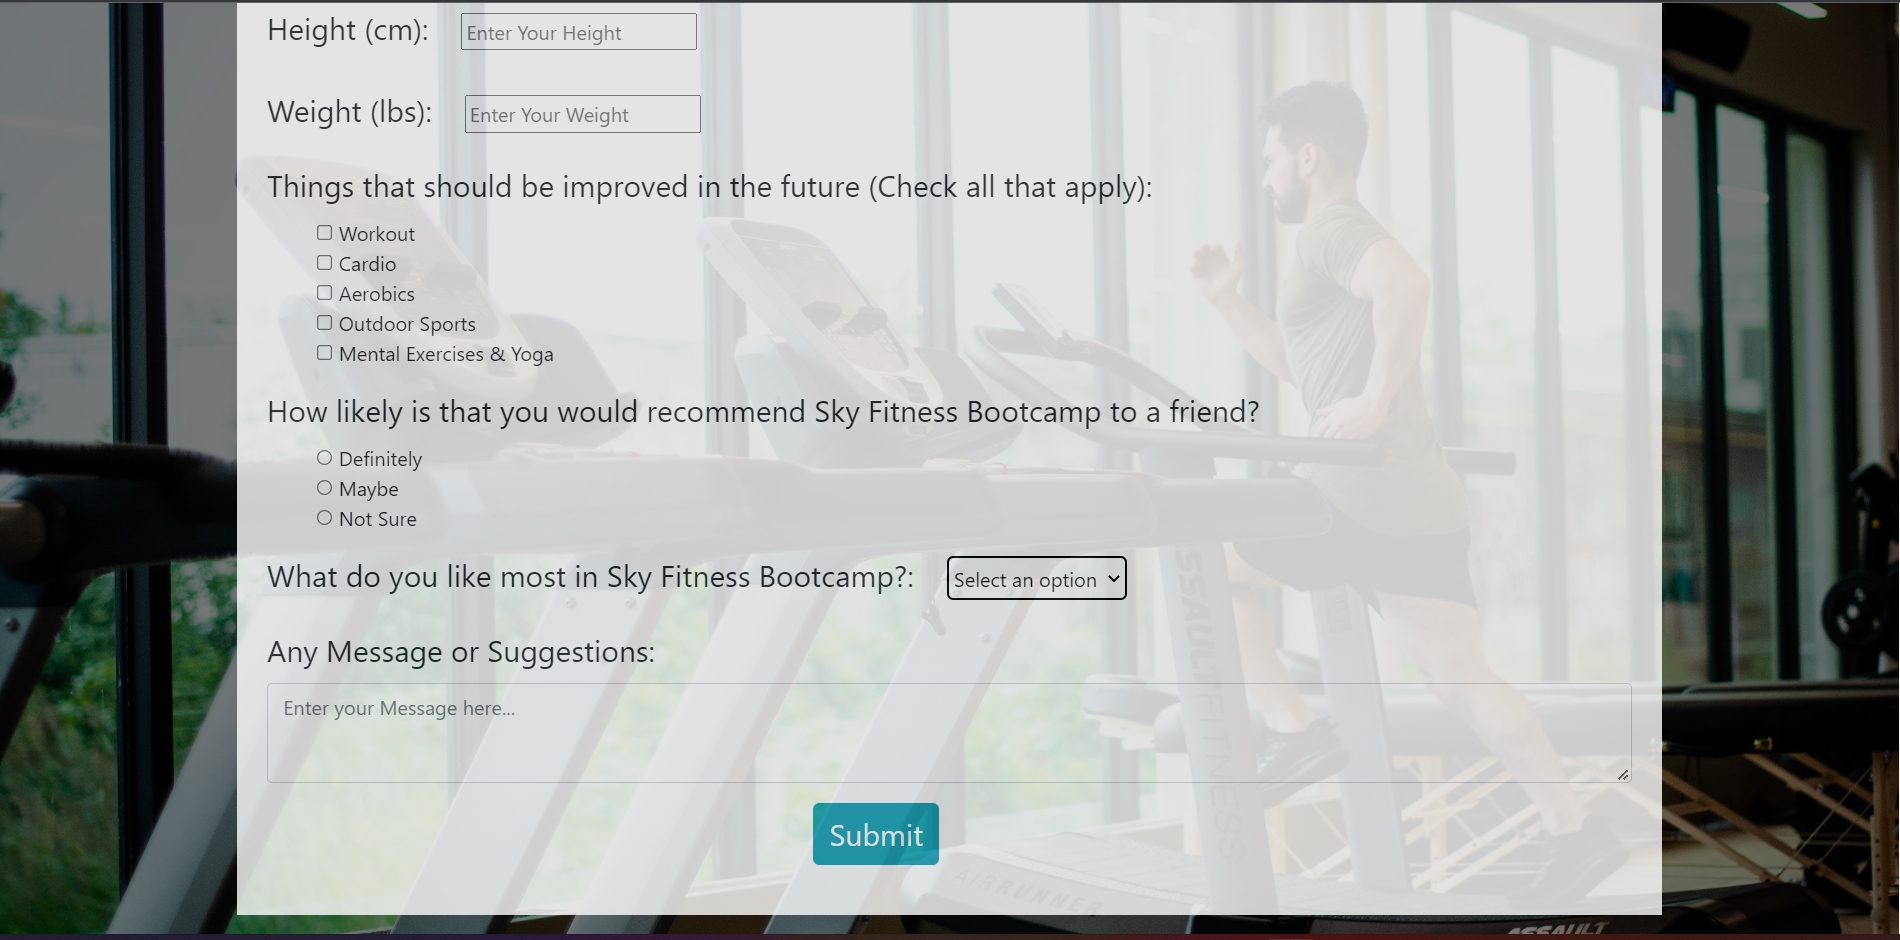 Height (cm): Enter Your Height
Weight (lbs): Enter Your Weight
Things that should be improved in the future (Check all that apply):
Workout
Cardio
Aerobics
Outdoor Sports
Mental Exercises & Yoga
How likely is that you would recommend Sky Fitness Bootcamp to a friend?
Definitely
Maybe
Not Sure
What do you like most in Sky Fitness Bootcamp?: Select an option
Any Message or Suggestions:
Enter your Message here...
ASSAULT FITNESS
Submit
AIRRUNNER
ASSAULT